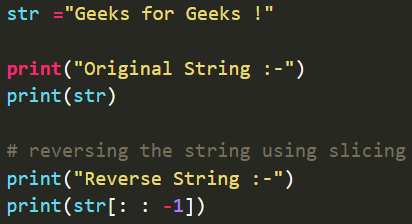 str ="Geeks for Geeks !"
print("Original String :-")
print(str)
# reversing the string using slicing
print("Reverse String :-")
print(str[: : -1])